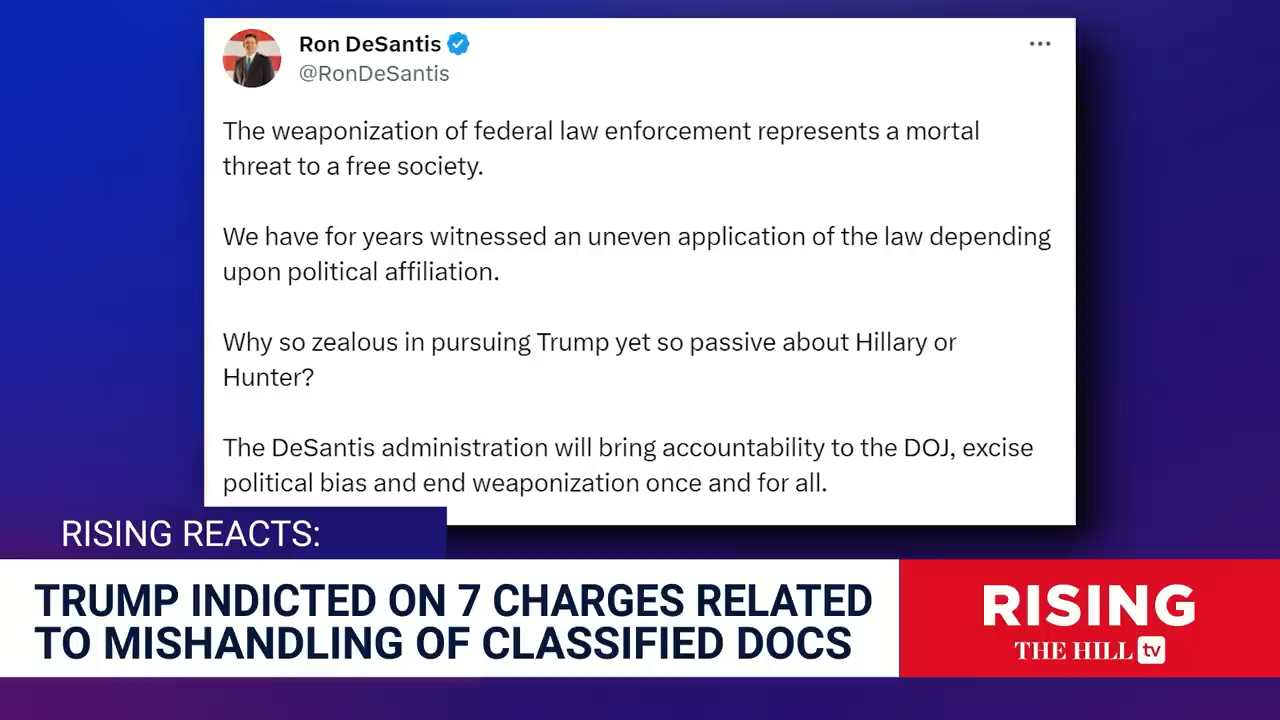 Ron DeSantis
@RonDeSantis
The weaponization of federal law enforcement represents a mortal
threat to a free society.
We have for years witnessed an uneven application of the law depending
upon political affiliation.
Why so zealous in pursuing Trump yet so passive about Hillary or
Hunter?
The DeSantis administration will bring accountability to the DOJ, excise
political bias and end weaponization once and for all.
RISING REACTS:
TRUMP INDICTED ON 7 CHARGES RELATED
TO MISHANDLING OF CLASSIFIED DOCS
RISING
THE HILL tv